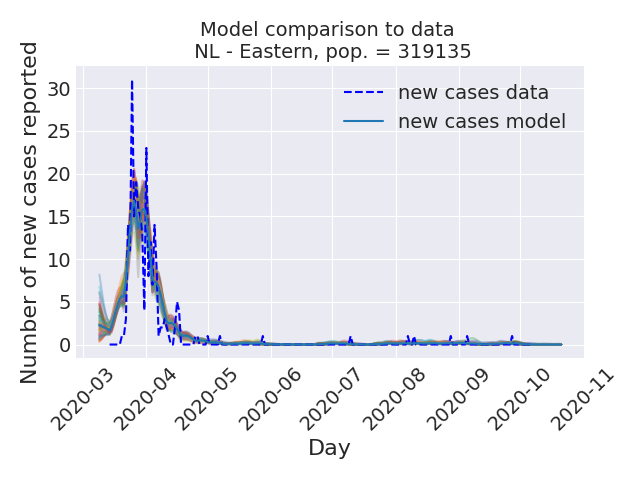 Model comparison to data
NL - Eastern, pop. = 319135
Number of new cases reported
30
25
20
15
10
5
0
new cases data
new cases model
2020-03
2020-04
2020-05
2020-06
2020-07
2020-08
2020-09
2020-10
2020-11
Day